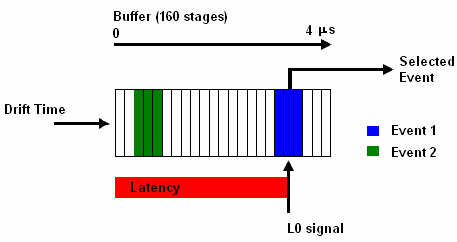 Buffer (160 stages)
0
4 μs
Selected
Event
Drift Time
Event 1
Event 2
Latency
L0 signal